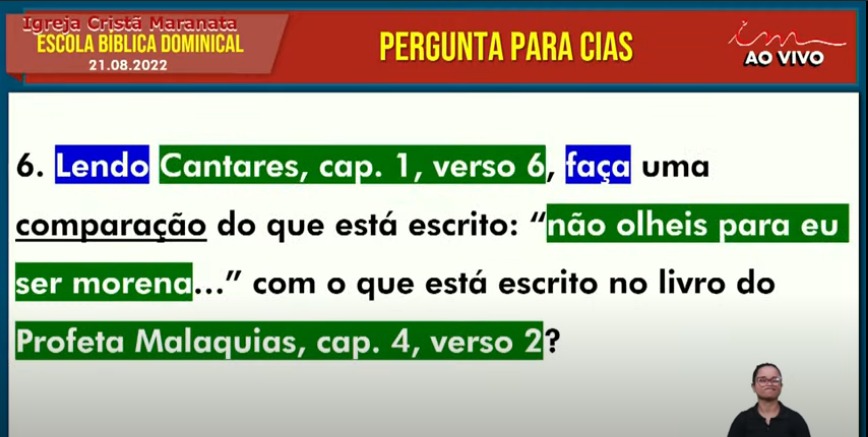 Igreja Cristã Maranata
ESCOLA BÍBLICA DOMINICAL
21.08.2022
PERGUNTA PARA CIAS
im
AO VIVO
6. Lendo Cantares, cap. 1, verso 6, faça uma
comparação do que está escrito: “não olheis para eu
ser morena...” com o que está escrito no livro do
Profeta Malaquias, cap. 4, verso 2?